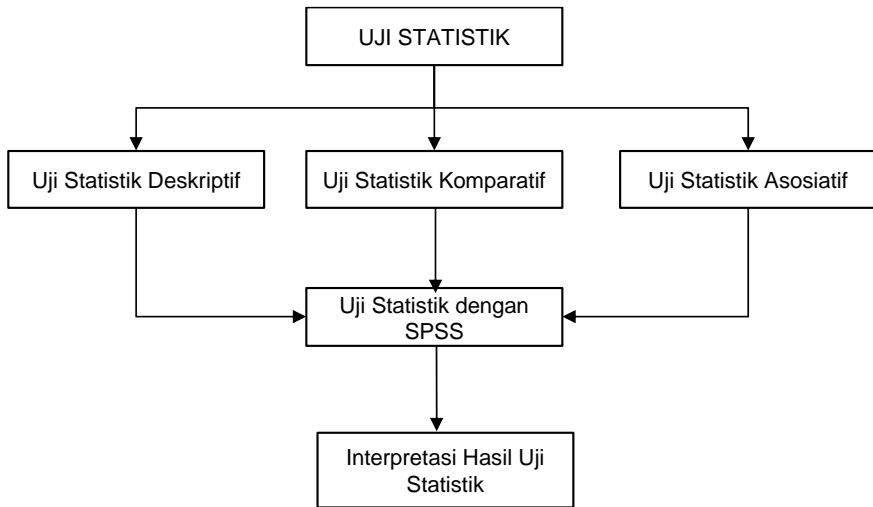 UJI STATISTIK
Uji Statistik Deskriptif
Uji Statistik Komparatif
Uji Statistik Asosiatif
Uji Statistik dengan
SPSS
Interpretasi Hasil Uji
Statistik